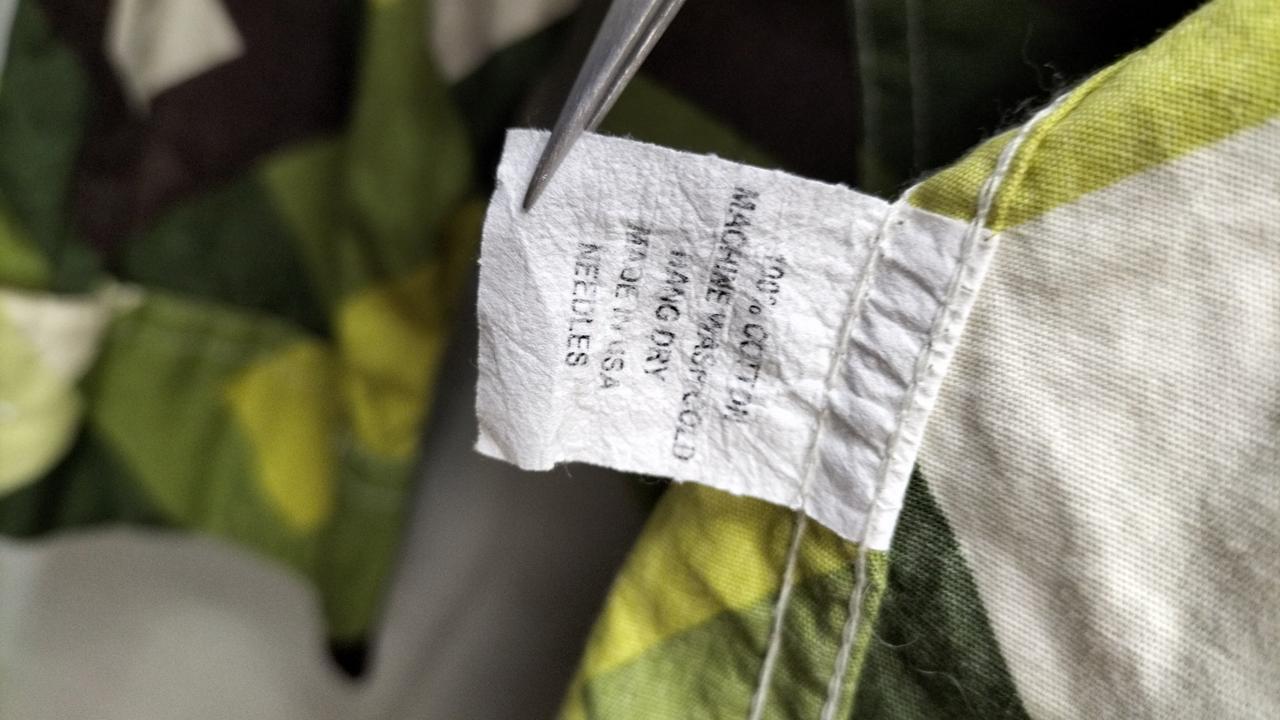 100% COTTON
MACHINE WASH COLD
HANG DRY
MADE IN USA
NEEDLES